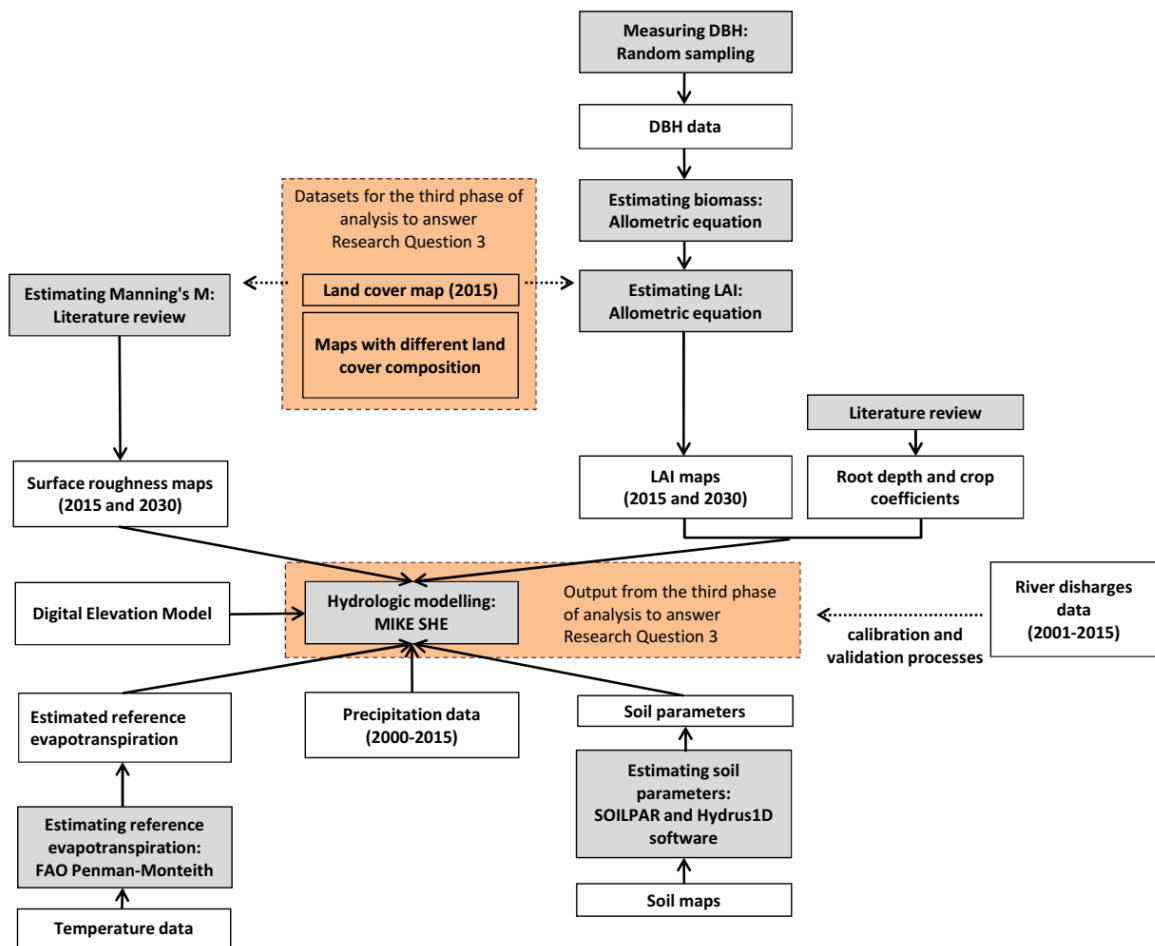 Measuring DBH:
Random sampling
DBH data
Datasets for the third phase of
analysis to answer
Research Question 3
Estimating biomass:
Allometric equation
Land cover map (2015)
Maps with different land
cover composition
Estimating Manning's M:
Literature review
Estimating LAI:
Allometric equation
Literature review
Surface roughness maps
(2015 and 2030)
LAI maps
(2015 and 2030)
Root depth and crop
coefficients
Digital Elevation Model
Hydrologic modelling:
MIKE SHE
Output from the third phase
of analysis to answer
Research Question 3
calibration and
validation processes
River disharges
data
(2001-2015)
Estimated reference
evapotranspiration
Precipitation data
(2000-2015)
Soil parameters
Estimating soil
parameters:
SOILPAR and Hydrus1D
software
Estimating reference
evapotranspiration:
FAO Penman-Monteith
Soil maps
Temperature data